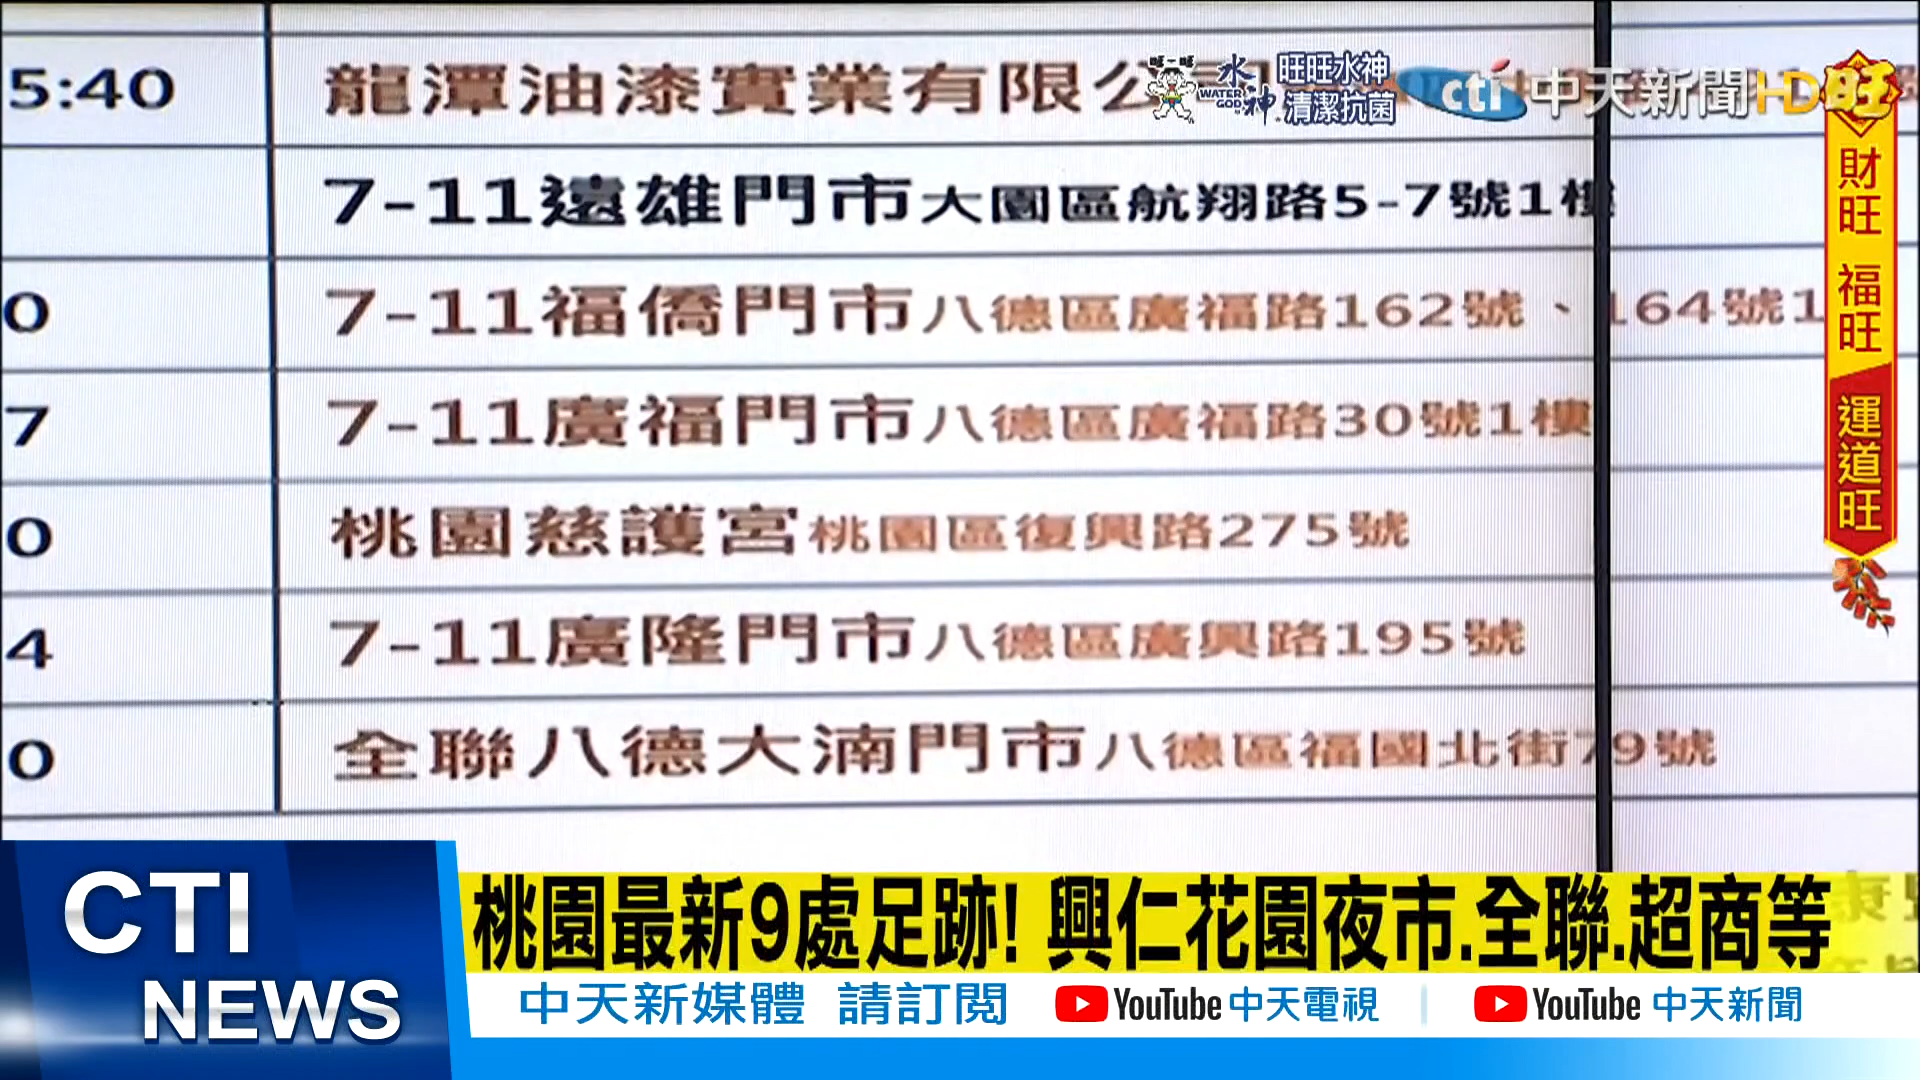 5:40 龍潭油漆實業有限公
旺一旺 水神 WATER GOD 旺旺水神 清潔抗菌
cti 中天新聞HD 旺
7-11遠雄門市大園區航翔路5-7號1樓
0 7-11福僑門市八德區廣福路162號、164號1
7 7-11廣福門市八德區廣福路30號1樓
0 桃園慈護宮桃園區復興路275號
4 7-11廣隆門市八德區廣興路195號
0 全聯八德大湳門市八德區福國北街79號
財旺 福旺 運道旺
CTI NEWS
桃園最新9處足跡! 興仁花園夜市.全聯.超商等
中天新媒體 請訂閱 YouTube 中天電視 YouTube 中天新聞